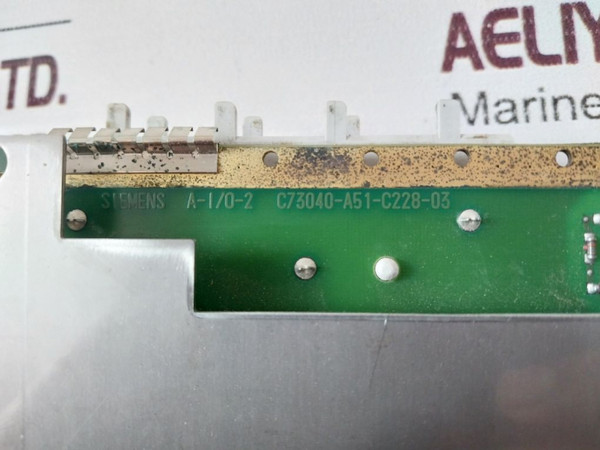 AELIY
TD.
Marine
SIEMENS A-I/O-2 C73040-A51-C228-03